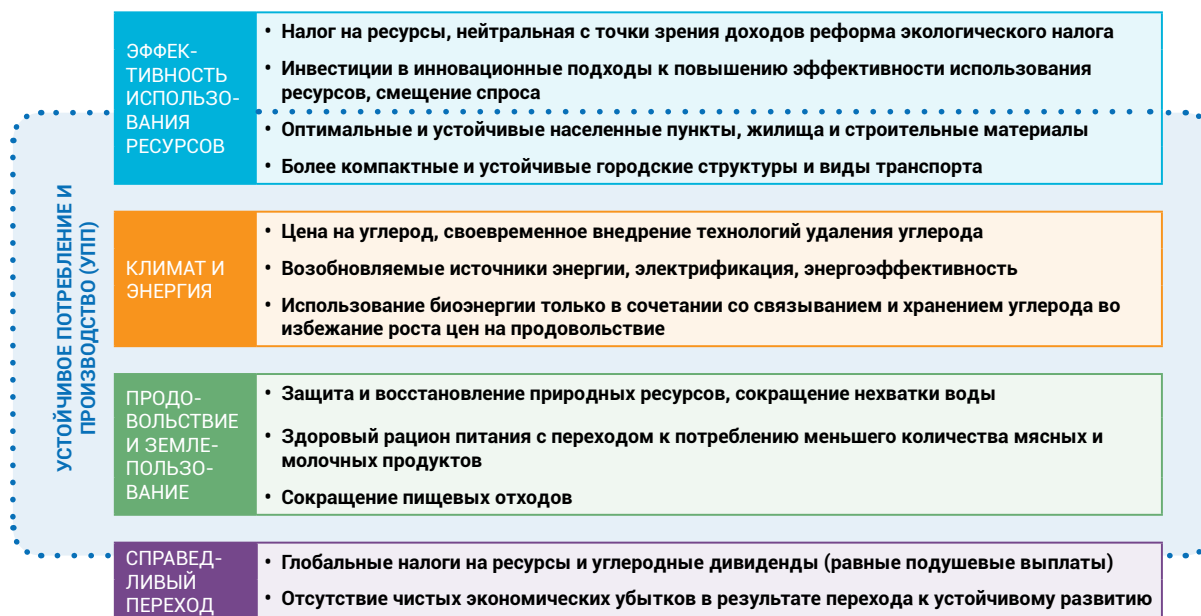 УСТОЙЧИВОЕ ПОТРЕБЛЕНИЕ И
ПРОИЗВОДСТВО (УПП)
ЭФФЕК-
ТИВНОСТЬ
ИСПОЛЬЗО-
ВАНИЯ
РЕСУРСОВ
• Налог на ресурсы, нейтральная с точки зрения доходов реформа экологического налога
• Инвестиции в инновационные подходы к повышению эффективности использования
ресурсов, смещение спроса
• Оптимальные и устойчивые населенные пункты, жилища и строительные материалы
• Более компактные и устойчивые городские структуры и виды транспорта
КЛИМАТ И
ЭНЕРГИЯ
• Цена на углерод, своевременное внедрение технологий удаления углерода
• Возобновляемые источники энергии, электрификация, энергоэффективность
• Использование биоэнергии только в сочетании со связыванием и хранением углерода во
избежание роста цен на продовольствие
ПРОДО-
ВОЛЬСТВИЕ
И ЗЕМЛЕ-
ПОЛЬЗО-
ВАНИЕ
• Защита и восстановление природных ресурсов, сокращение нехватки воды
• Здоровый рацион питания с переходом к потреблению меньшего количества мясных и
молочных продуктов
• Сокращение пищевых отходов
СПРАВЕД-
ЛИВЫЙ
ПЕРЕХОД
• Глобальные налоги на ресурсы и углеродные дивиденды (равные подушевые выплаты)
• Отсутствие чистых экономических убытков в результате перехода к устойчивому развитию